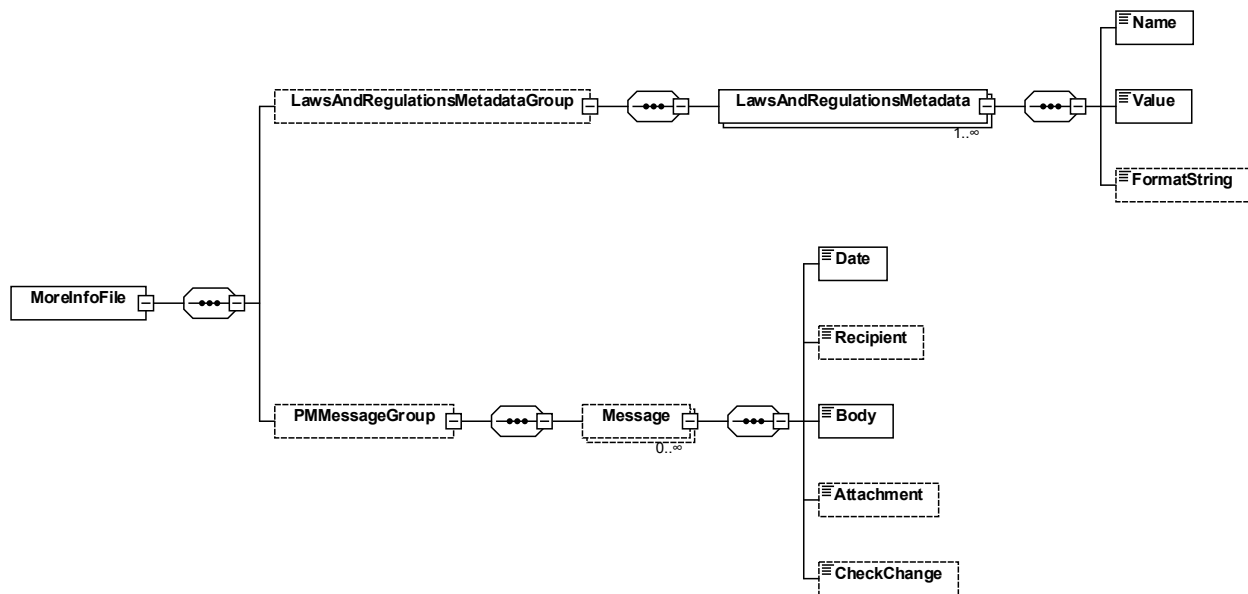 Name
LawsAndRegulationsMetadataGroup
LawsAndRegulationsMetadata
Value
1..∞
FormatString
Date
MoreInfoFile
Recipient
PMMessageGroup
Message
Body
0..∞
Attachment
CheckChange